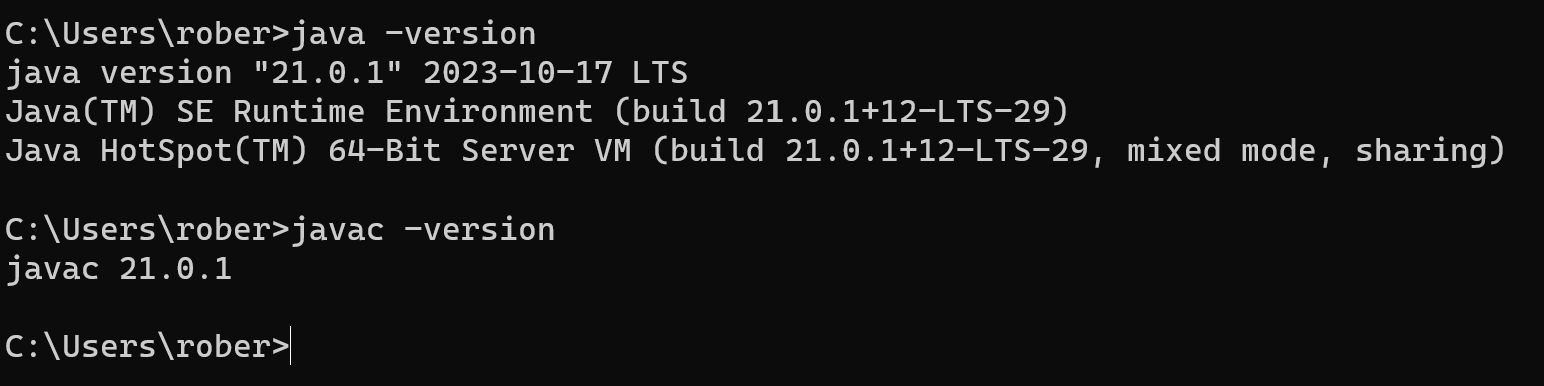 C:\Users\rober>java -version
java version "21.0.1" 2023-10-17 LTS
Java(TM) SE Runtime Environment (build 21.0.1+12-LTS-29)
Java HotSpot(TM) 64-Bit Server VM (build 21.0.1+12-LTS-29, mixed mode, sharing)
C:\Users\rober>javac -version
javac 21.0.1
C:\Users\rober>